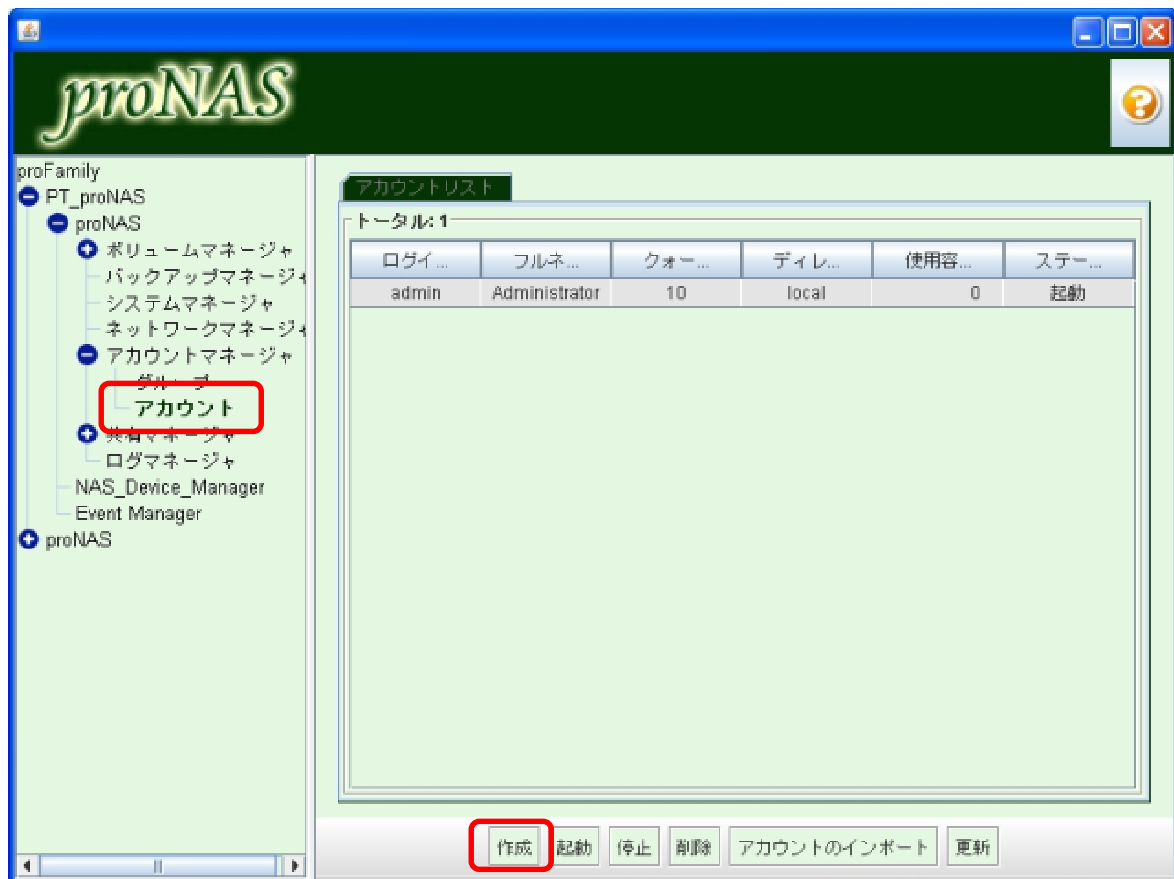 proNAS
proFamily
PT_proNAS
proNAS
ボリュームマネージャ
バックアップマネージャ
システムマネージャ
ネットワークマネージャ
アカウントマネージャ
グループ
アカウント
共有マネージャ
ログマネージャ
NAS_Device_Manager
Event Manager
proNAS
アカウントリスト
トータル: 1
ログイ... フルネ... クォー... ディレ... 使用容... ステー...
admin Administrator 10 local 0 起動
作成 起動 停止 削除 アカウントのインポート 更新